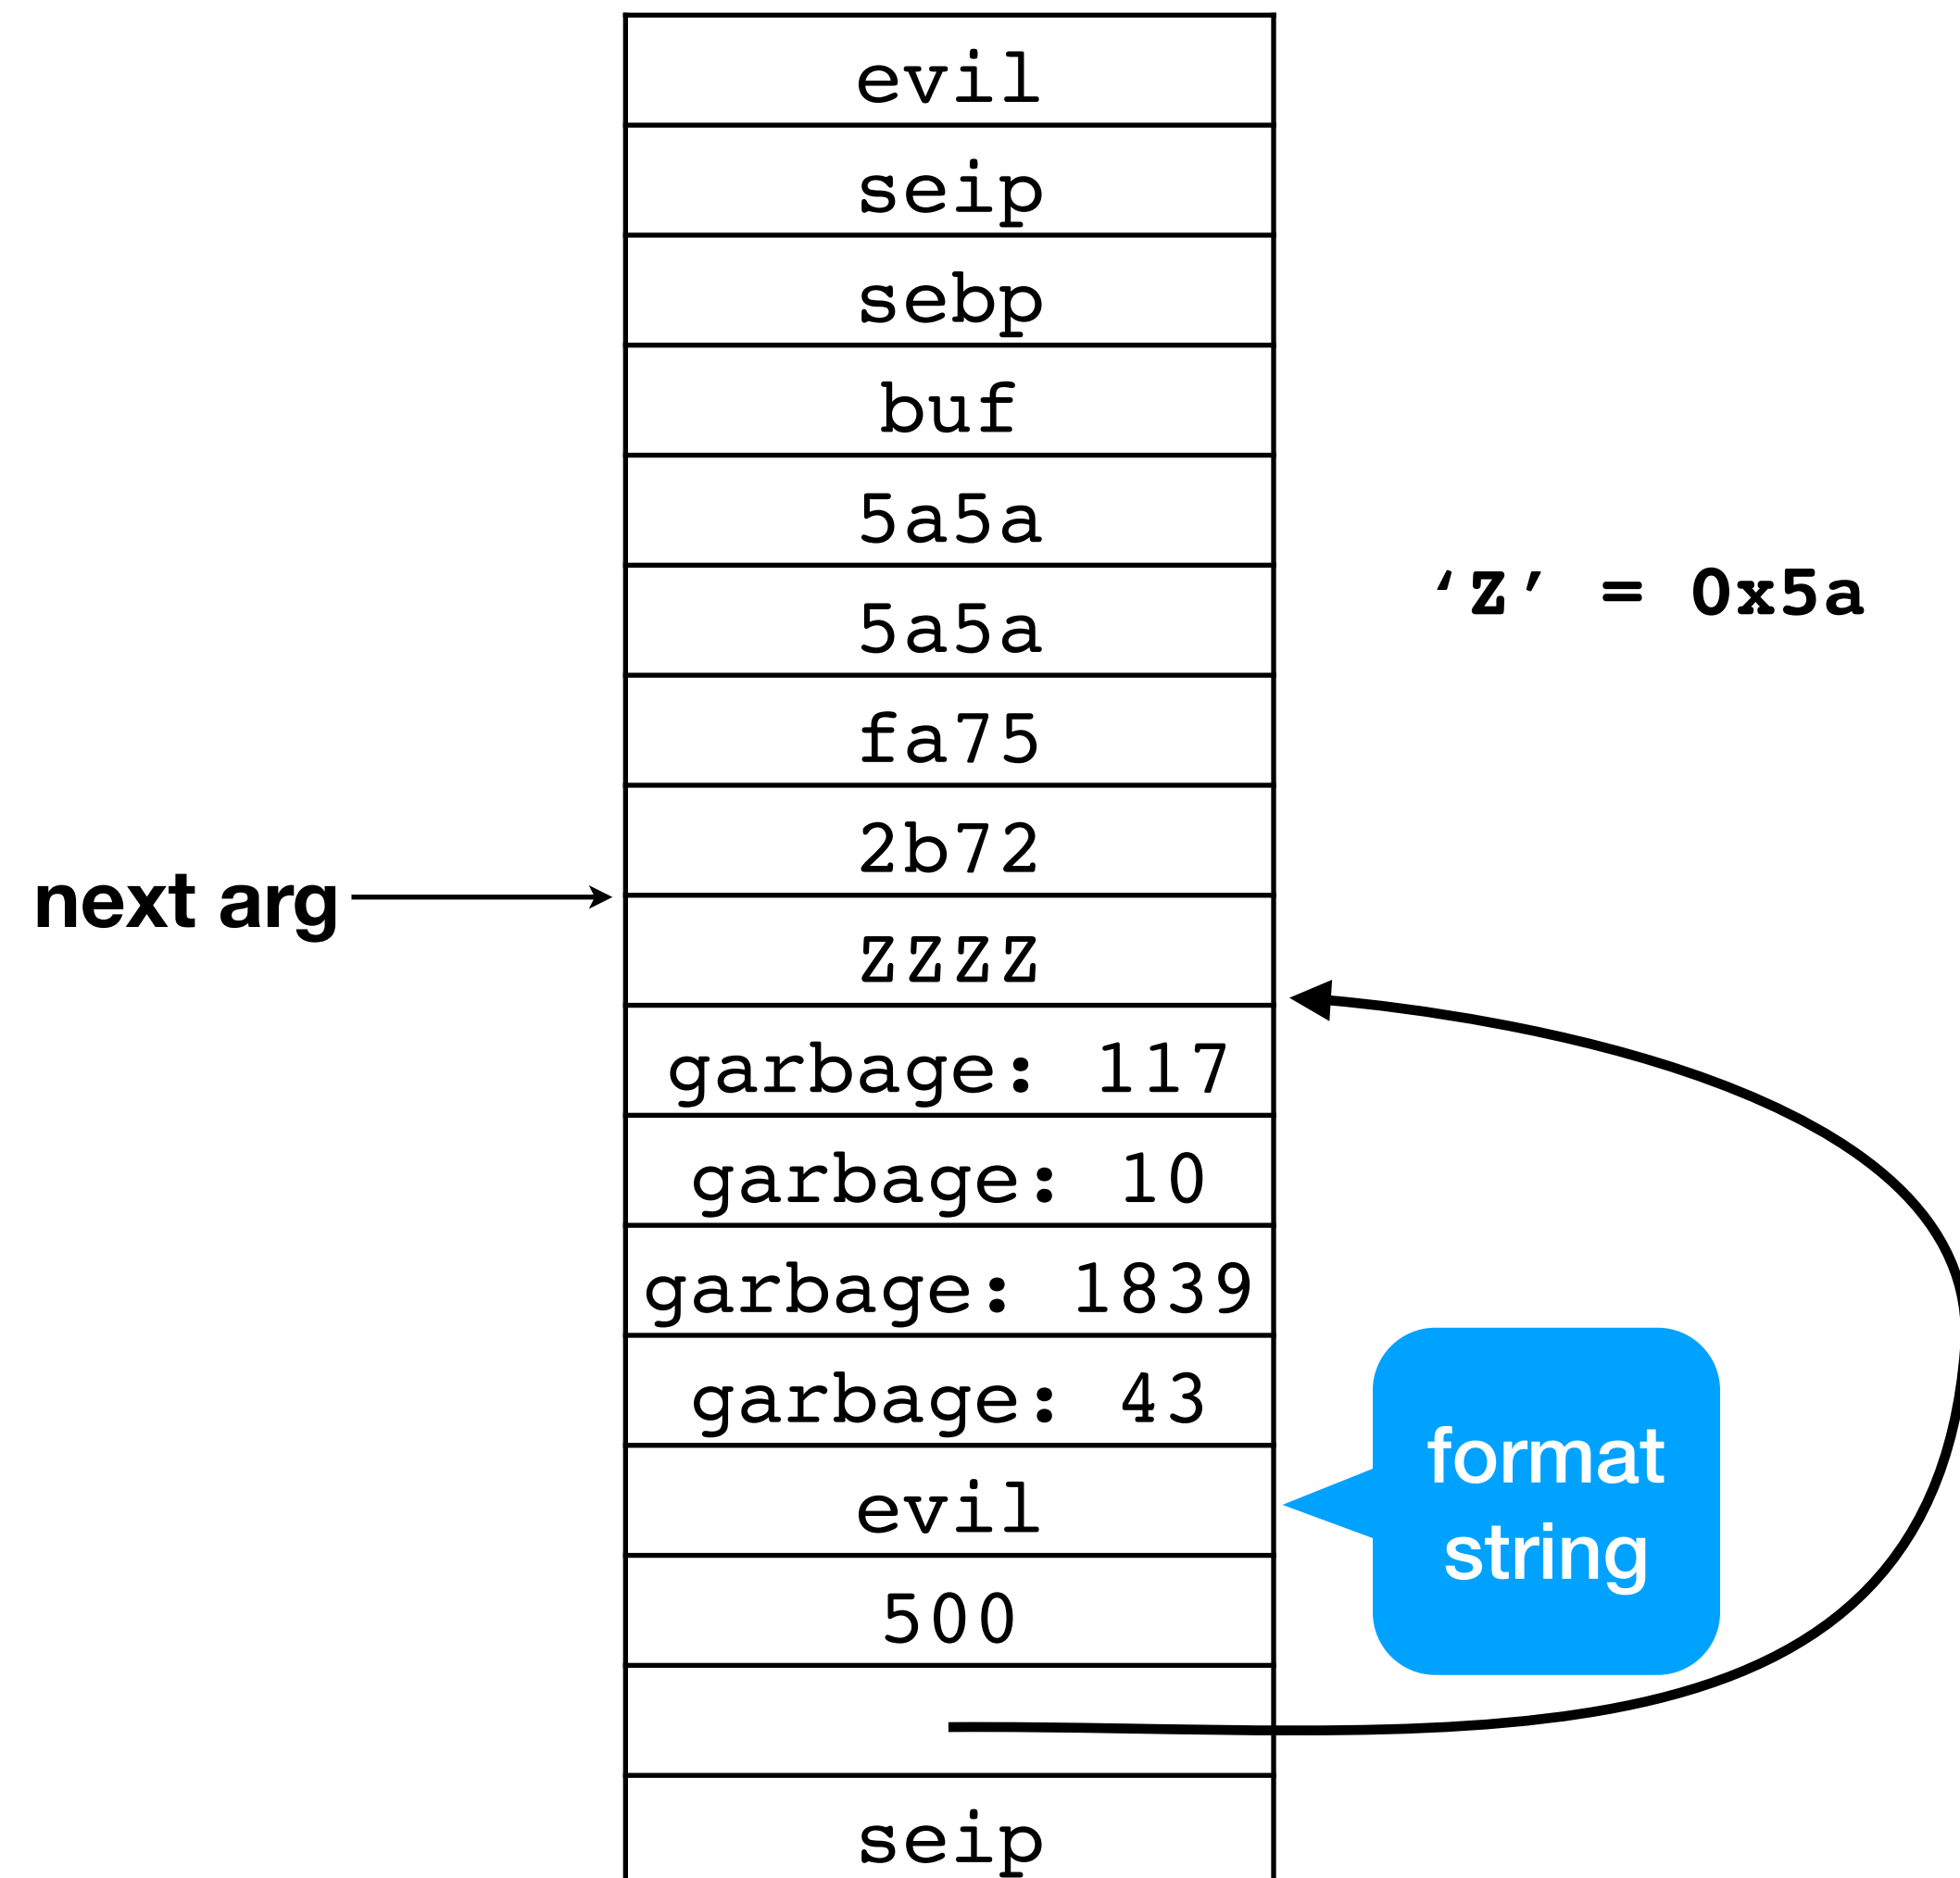 evil
seip
sebp
buf
5a5a
5a5a
‘Z’ = 0x5a
fa75
2b72
next arg
ZZZZ
garbage: 117
garbage: 10
garbage: 1839
garbage: 43
evil
format
string
500
seip